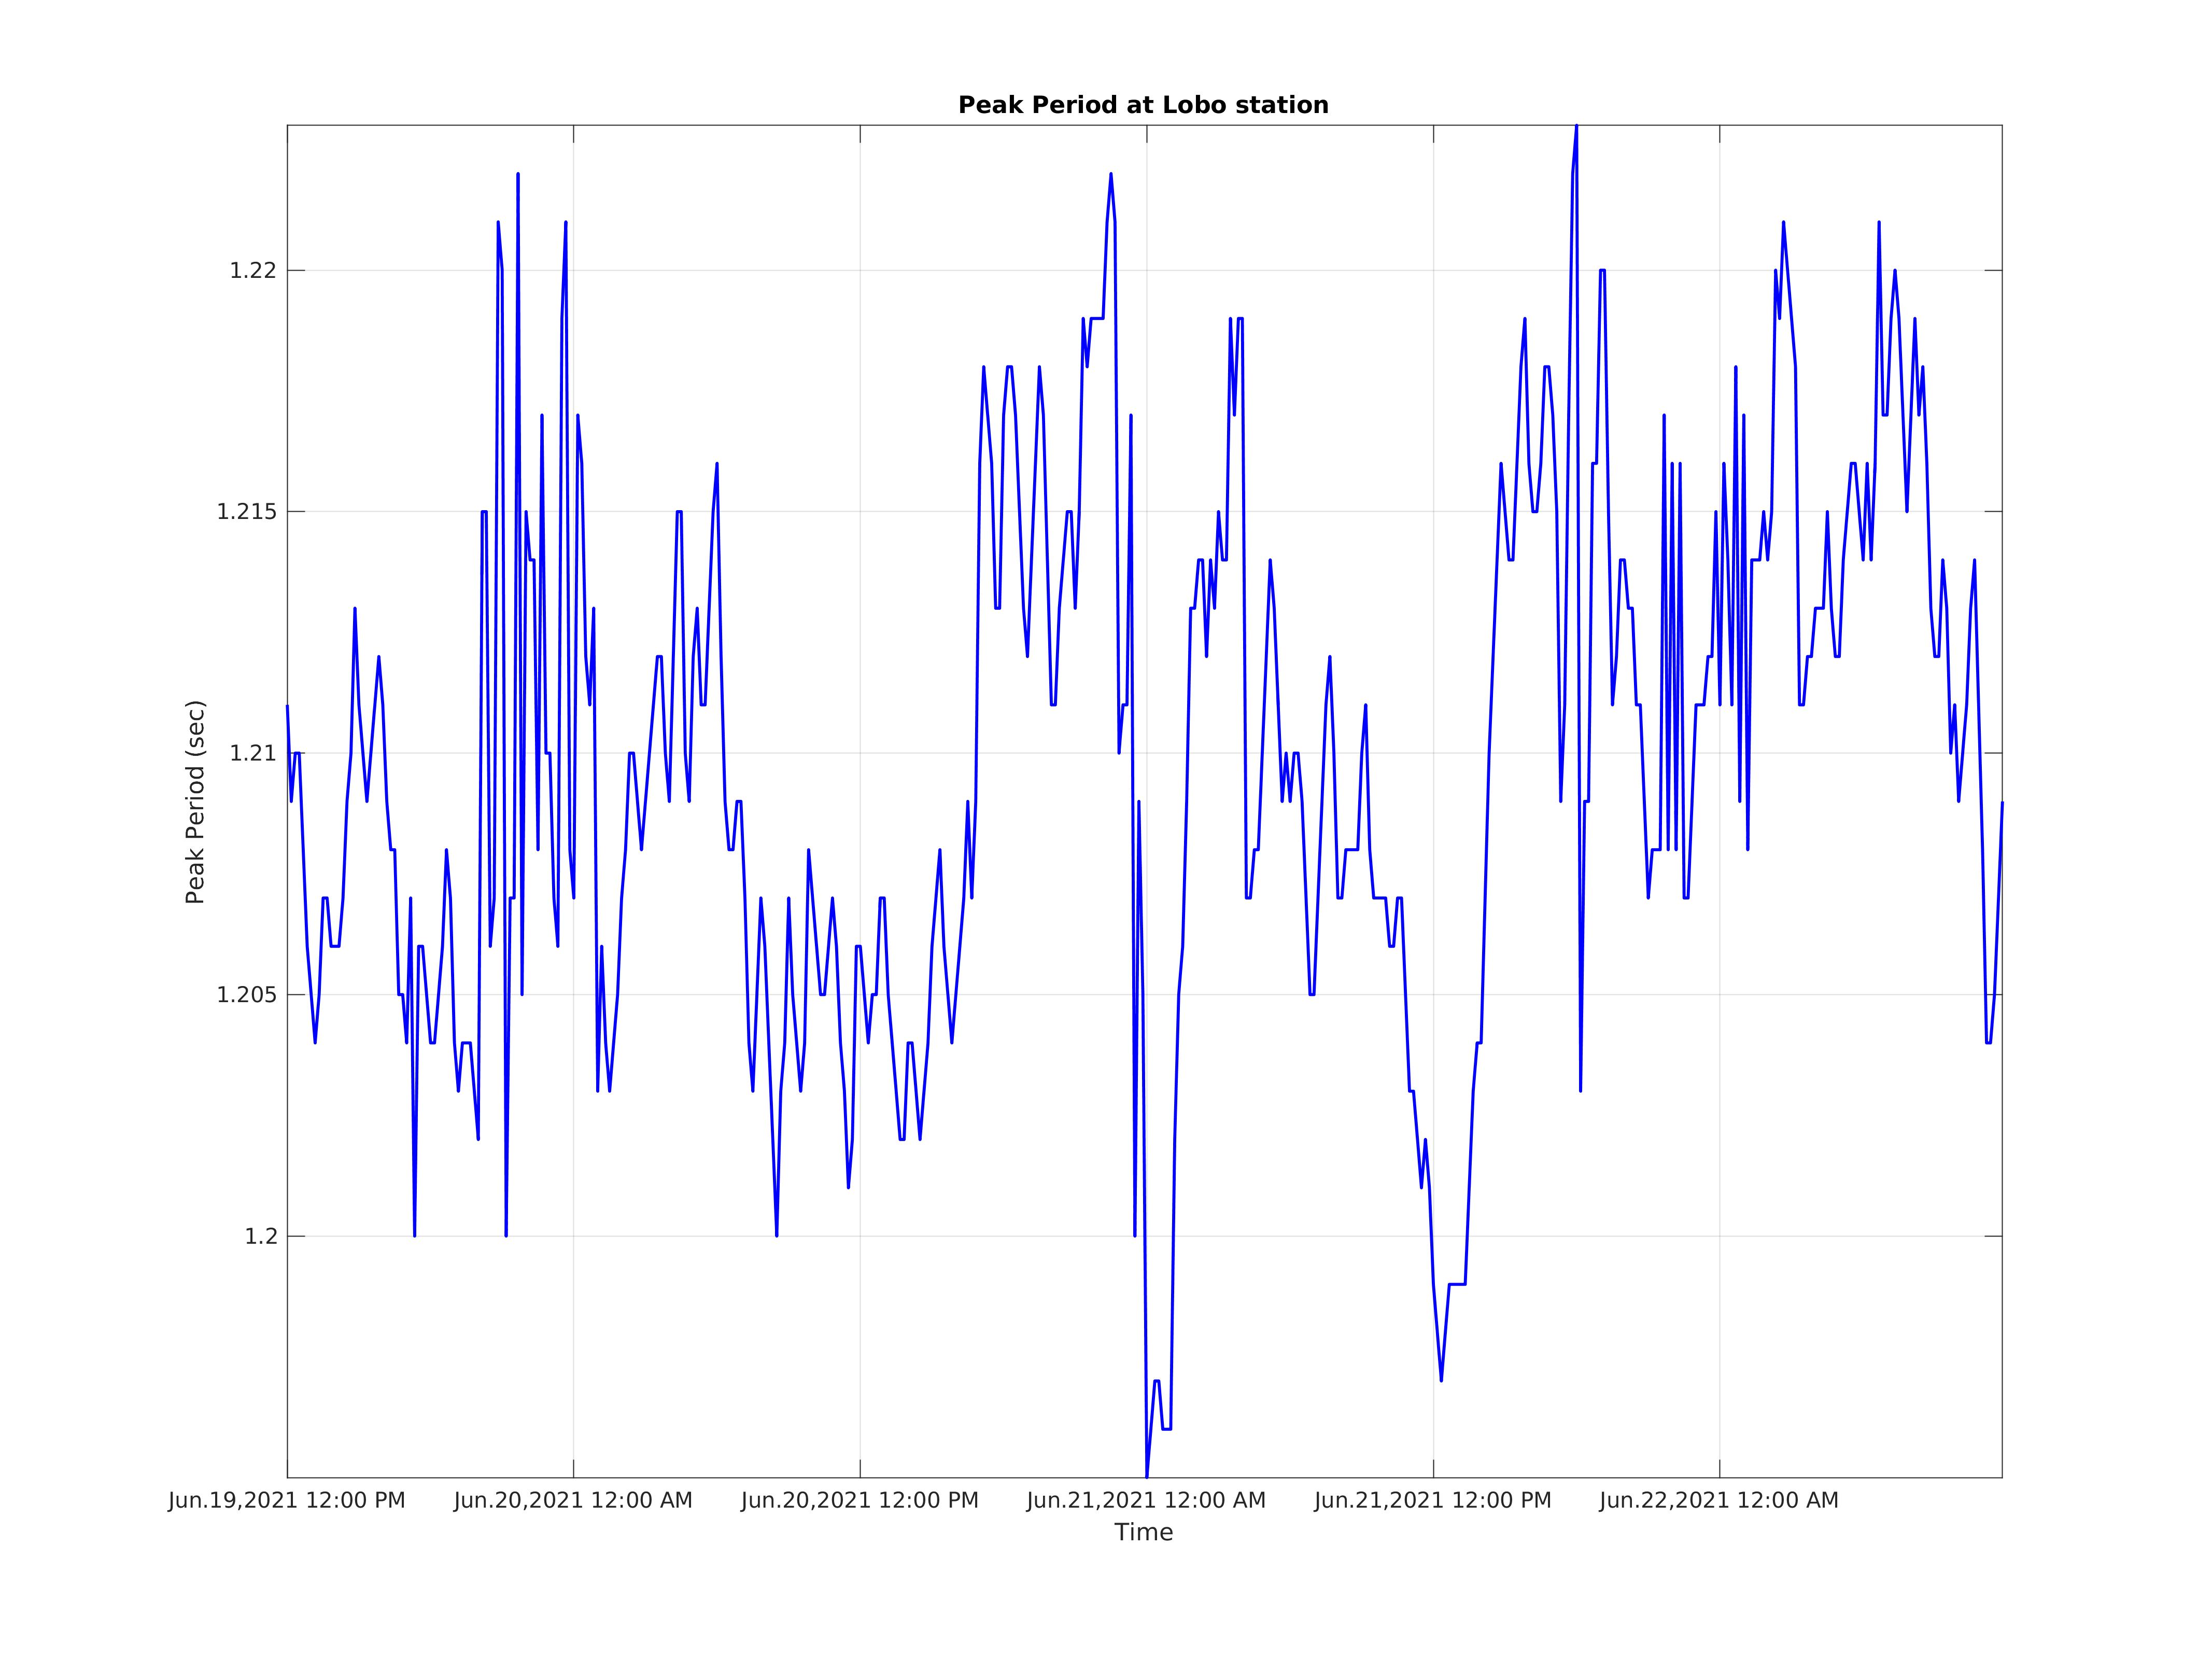 Peak Period at Lobo station
Peak Period (sec)
1.22
1.215
1.21
1.205
1.2
Jun.19,2021 12:00 PM Jun.20,2021 12:00 AM Jun.20,2021 12:00 PM Jun.21,2021 12:00 AM Jun.21,2021 12:00 PM Jun.22,2021 12:00 AM
Time